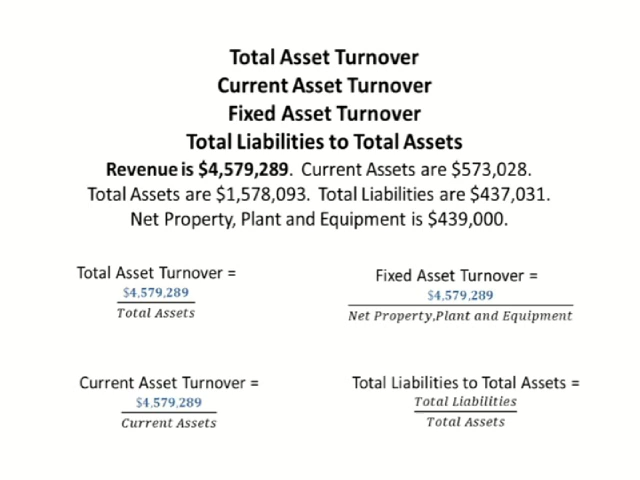 Total Asset Turnover
Current Asset Turnover
Fixed Asset Turnover
Total Liabilities to Total Assets
Revenue is $4,579,289. Current Assets are $573,028.
Total Assets are $1,578,093. Total Liabilities are $437,031.
Net Property, Plant and Equipment is $439,000.
Total Asset Turnover =
$4,579,289
Total Assets
Fixed Asset Turnover =
$4,579,289
Net Property,Plant and Equipment
Current Asset Turnover =
$4,579,289
Current Assets
Total Liabilities to Total Assets =
Total Liabilities
Total Assets